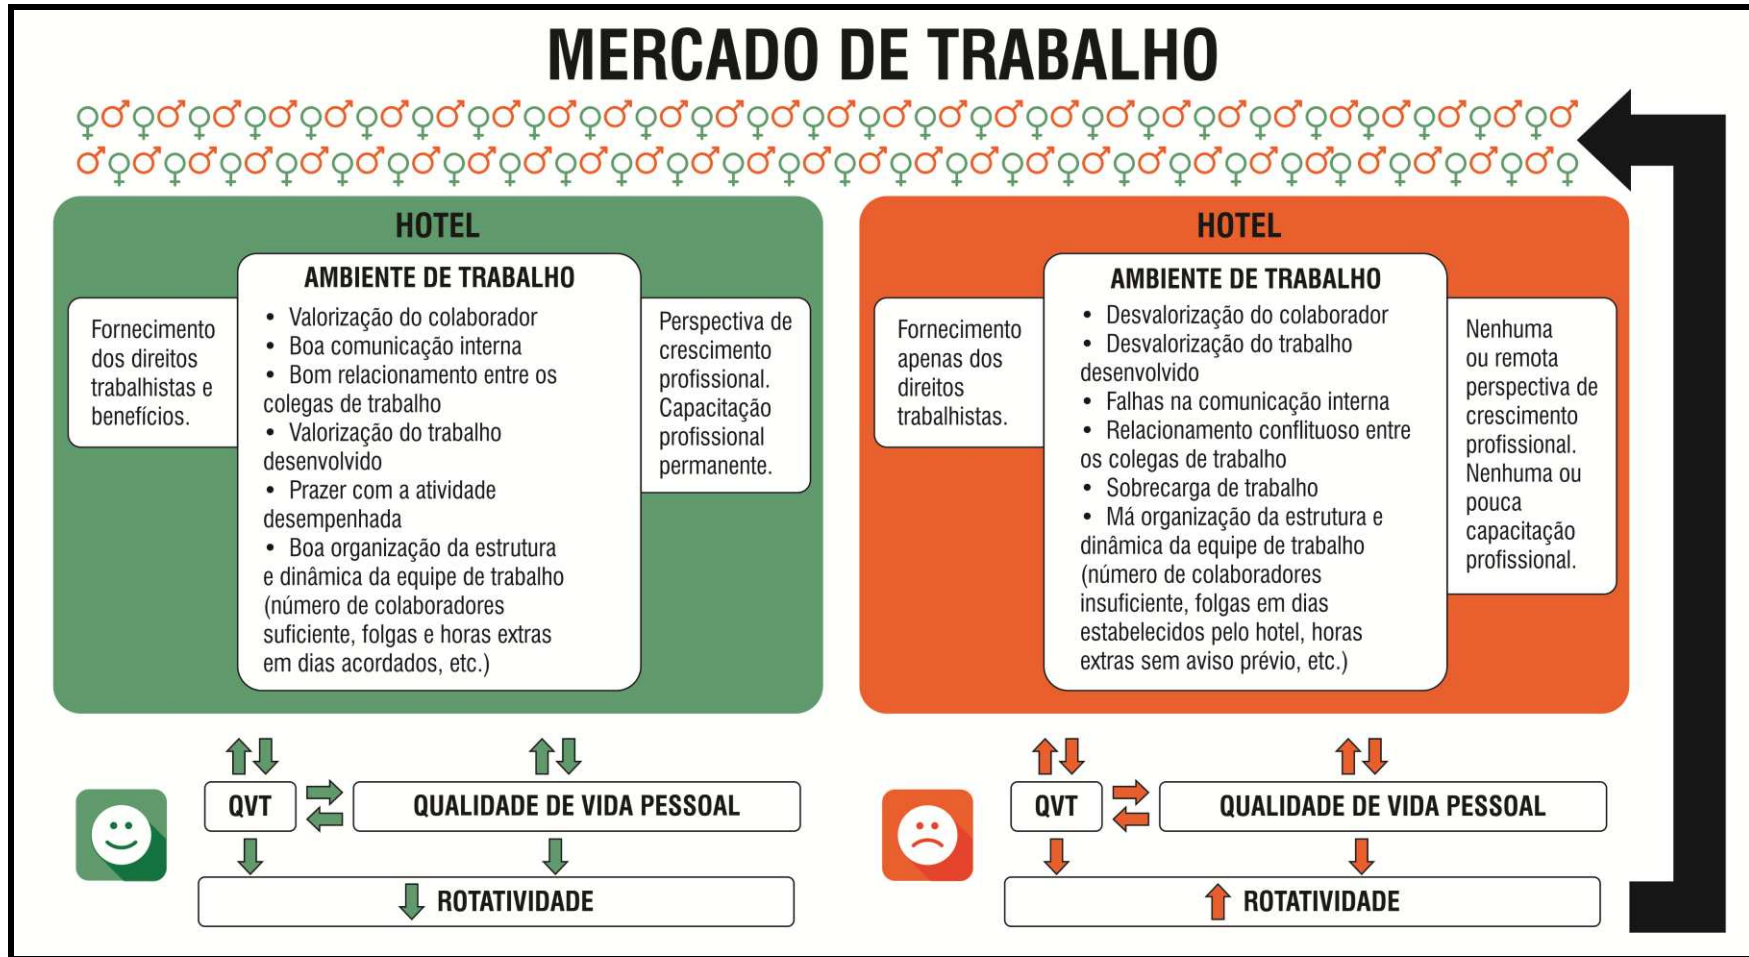 MERCADO DE TRABALHO
HOTEL
Fornecimento
dos direitos
trabalhistas e
benefícios.
AMBIENTE DE TRABALHO
• Valorização do colaborador
• Boa comunicação interna
• Bom relacionamento entre os
colegas de trabalho
• Valorização do trabalho
desenvolvido
• Prazer com a atividade
desempenhada
• Boa organização da estrutura
e dinâmica da equipe de trabalho
(número de colaboradores
suficiente, folgas e horas extras
em dias acordados, etc.)
Perspectiva de
crescimento
profissional.
Capacitação
profissional
permanente.
QVT
QUALIDADE DE VIDA PESSOAL
ROTATIVIDADE
HOTEL
Fornecimento
apenas dos
direitos
trabalhistas.
AMBIENTE DE TRABALHO
• Desvalorização do colaborador
• Desvalorização do trabalho
desenvolvido
• Falhas na comunicação interna
• Relacionamento conflituoso entre
os colegas de trabalho
• Sobrecarga de trabalho
• Má organização da estrutura e
dinâmica da equipe de trabalho
(número de colaboradores
insuficiente, folgas em dias
estabelecidos pelo hotel, horas
extras sem aviso prévio, etc.)
Nenhuma
ou remota
perspectiva de
crescimento
profissional.
Nenhuma ou
pouca
capacitação
profissional.
QVT
QUALIDADE DE VIDA PESSOAL
ROTATIVIDADE